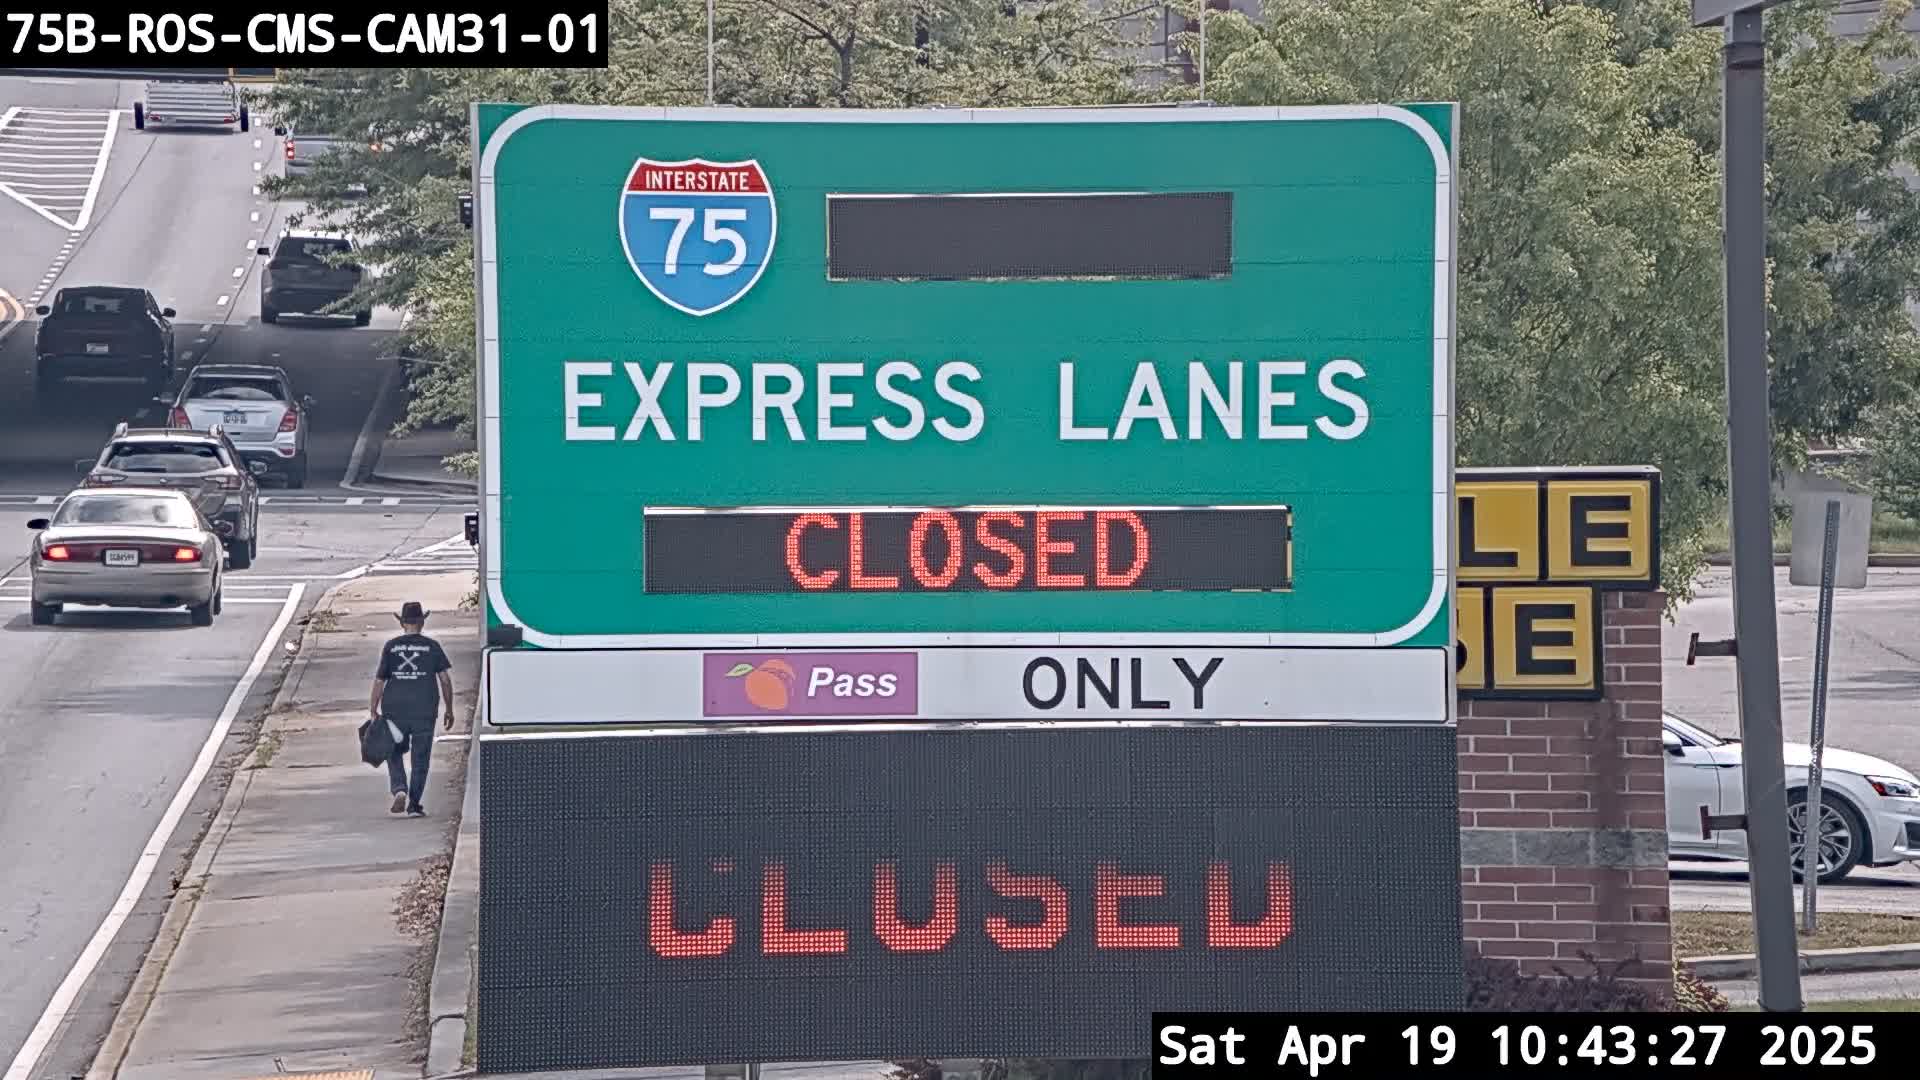 75B-ROS-CMS-CAM31-01
INTERSTATE
75
EXPRESS LANES
CLOSED
Pass ONLY
CLOSED
LE
E
Sat Apr 19 10:43:27 2025